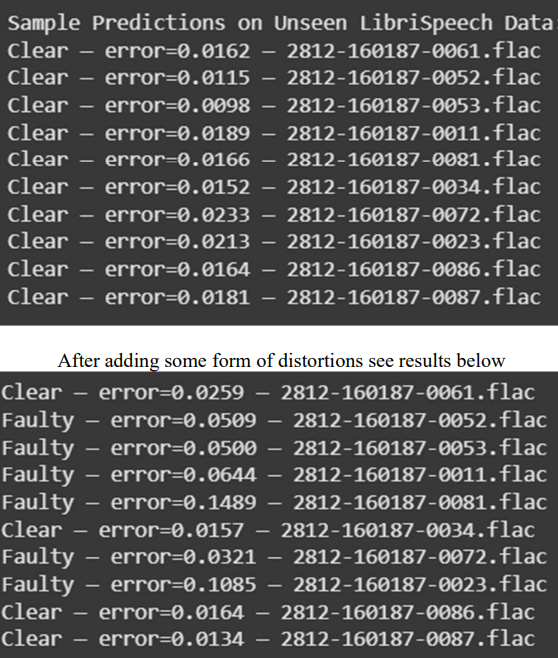 Sample Predictions on Unseen LibriSpeech Data:
Clear — error=0.0162 — 2812-160187-0061.flac
Clear — error=0.0115 — 2812-160187-0052.flac
Clear — error=0.0098 — 2812-160187-0053.flac
Clear — error=0.0189 — 2812-160187-0011.flac
Clear — error=0.0166 — 2812-160187-0081.flac
Clear — error=0.0152 — 2812-160187-0034.flac
Clear — error=0.0233 — 2812-160187-0072.flac
Clear — error=0.0213 — 2812-160187-0023.flac
Clear — error=0.0164 — 2812-160187-0086.flac
Clear — error=0.0181 — 2812-160187-0087.flac
After adding some form of distortions see results below
Clear — error=0.0259 — 2812-160187-0061.flac
Faulty — error=0.0509 — 2812-160187-0052.flac
Faulty — error=0.0500 — 2812-160187-0053.flac
Faulty — error=0.0644 — 2812-160187-0011.flac
Faulty — error=0.1489 — 2812-160187-0081.flac
Clear — error=0.0157 — 2812-160187-0034.flac
Faulty — error=0.0321 — 2812-160187-0072.flac
Faulty — error=0.1085 — 2812-160187-0023.flac
Clear — error=0.0164 — 2812-160187-0086.flac
Clear — error=0.0134 — 2812-160187-0087.flac